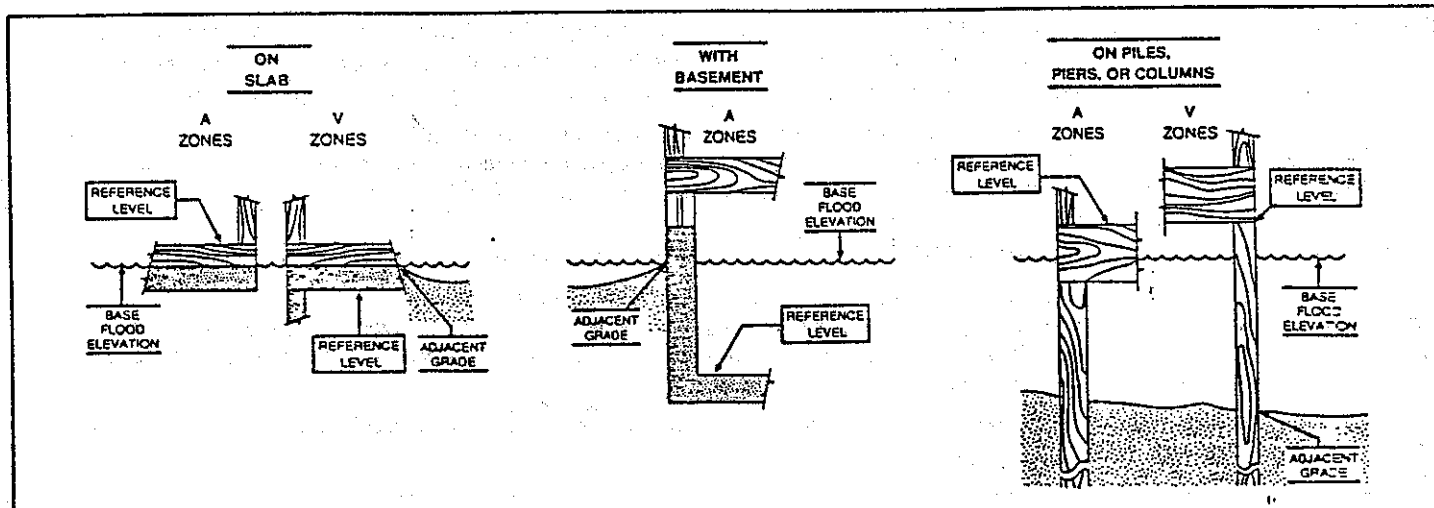 ON
SLAB
A
ZONES
V
ZONES
REFERENCE
LEVEL
BASE
FLOOD
ELEVATION
REFERENCE
LEVEL
ADJACENT
GRADE
WITH
BASEMENT
A
ZONES
BASE
FLOOD
ELEVATION
ADJACENT
GRADE
REFERENCE
LEVEL
ON PILES,
PIERS, OR COLUMNS
A
ZONES
V
ZONES
REFERENCE
LEVEL
REFERENCE
LEVEL
BASE
FLOOD
ELEVATION
ADJACENT
GRADE